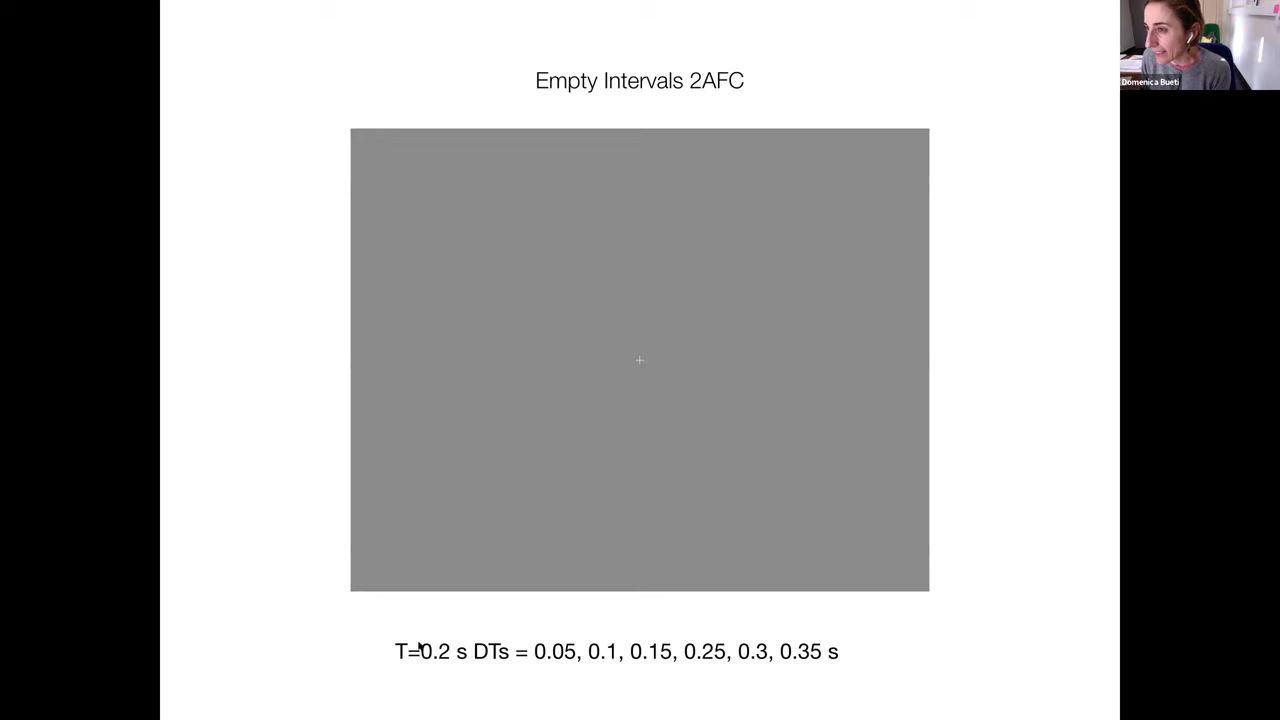 Empty Intervals 2AFC
Domenica Bueti
T=0.2 s DTs = 0.05, 0.1, 0.15, 0.25, 0.3, 0.35 s